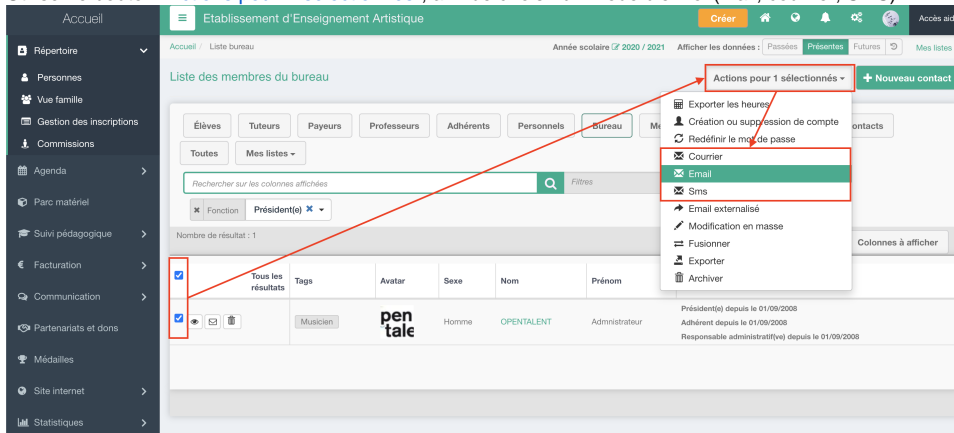 Accueil
Etablissement d'Enseignement Artistique
Créer
Accès aid
Répertoire
Accueil / Liste bureau
Année scolaire 2020 / 2021 Afficher les données : Passées Présentes Futures Mes listes
Personnes
Vue famille
Gestion des inscriptions
Commissions
Agenda
Parc matériel
Suivi pédagogique
Facturation
Communication
Partenariats et dons
Médailles
Site internet
Statistiques
Liste des membres du bureau
Actions pour 1 sélectionnés
+ Nouveau contact
Exporter les heures
Création ou suppression de compte
Redéfinir le mot de passe
Courrier
Email
Sms
Email externalisé
Modification en masse
Fusionner
Exporter
Archiver
Élèves Tuteurs Payeurs Professeurs Adhérents Personnels Bureau Me ontacts
Toutes Mes listes
Rechercher sur les colonnes affichées
Filtres
Fonction Président(e)
Nombre de résultat : 1
Colonnes à afficher
Tous les
résultats
Tags Avatar Sexe Nom Prénom
Musicien
pen
tale
Homme OPENTALENT Admnistrateur
Président(e) depuis le 01/09/2008
Adhérent depuis le 01/09/2008
Responsable administratif(ve) depuis le 01/09/2008